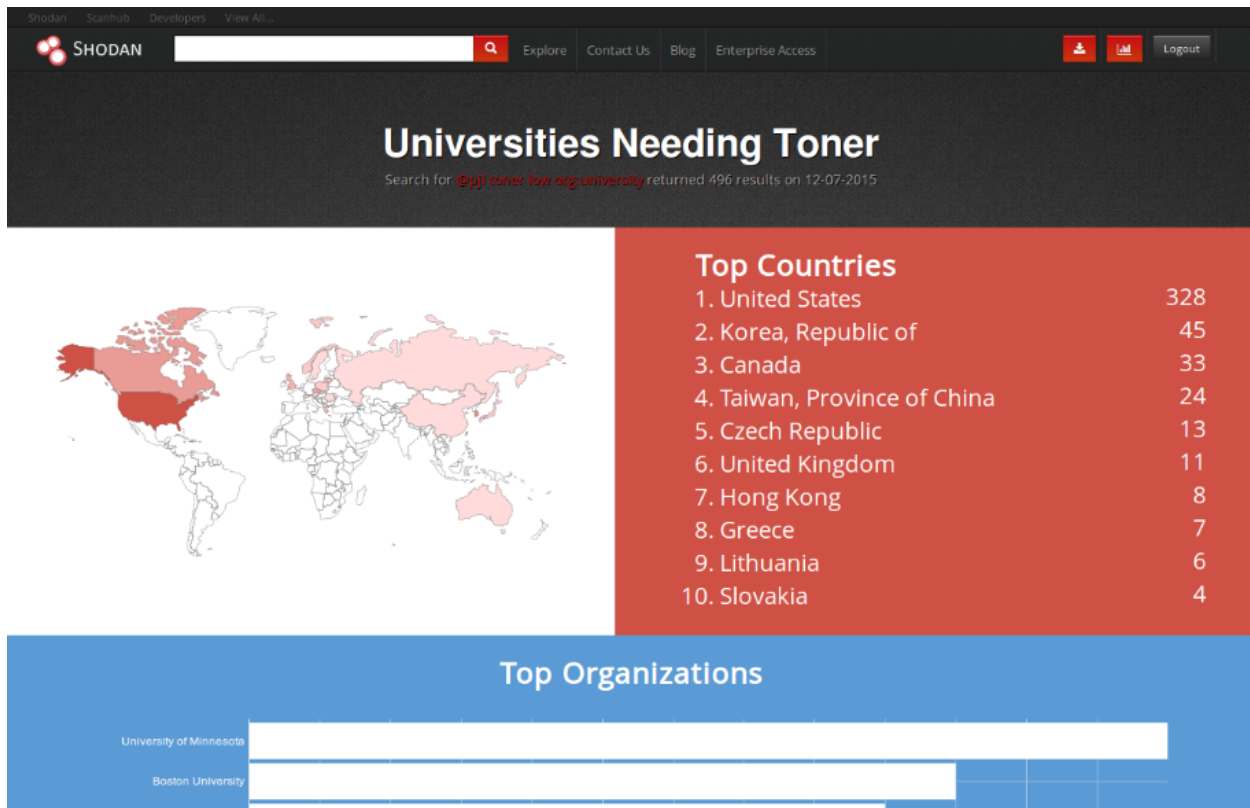 Shodan Scanhub Developers View All...
SHODAN Explore Contact Us Blog Enterprise Access Logout
Universities Needing Toner
Search for @pjl toner low org:university returned 496 results on 12-07-2015
Top Countries
1. United States 328
2. Korea, Republic of 45
3. Canada 33
4. Taiwan, Province of China 24
5. Czech Republic 13
6. United Kingdom 11
7. Hong Kong 8
8. Greece 7
9. Lithuania 6
10. Slovakia 4
Top Organizations
University of Minnesota
Boston University